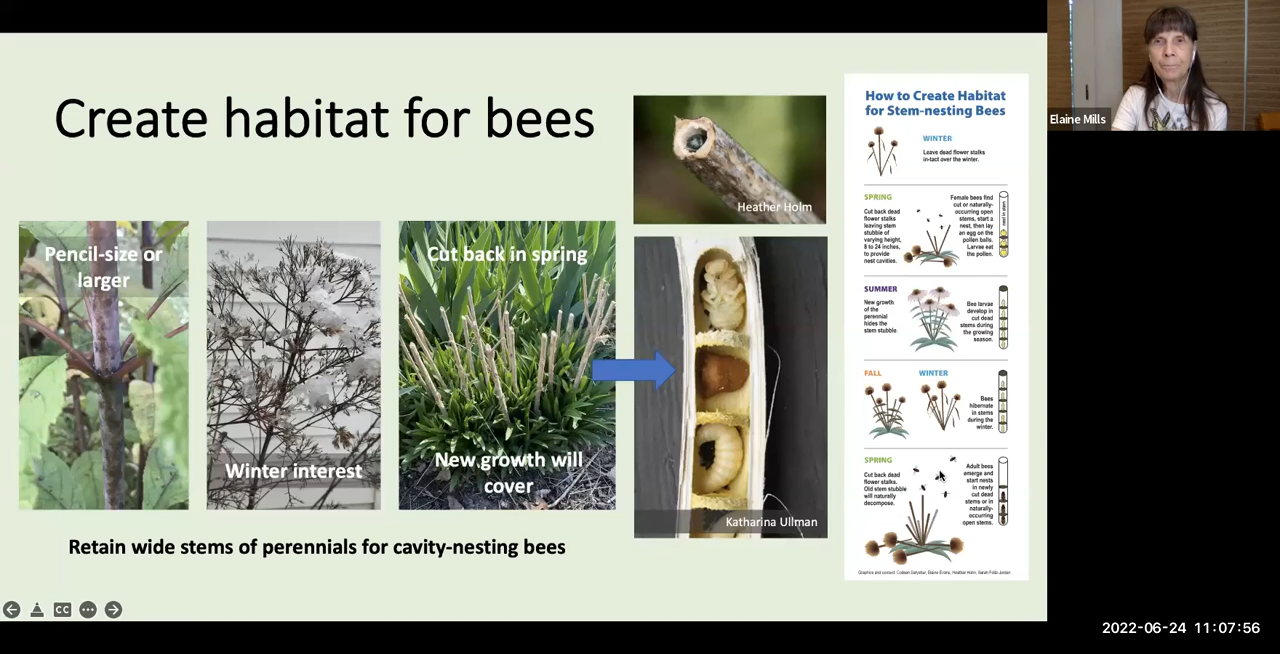 Create habitat for bees
Pencil-size or
larger
Winter interest
Cut back in spring
New growth will
cover
Retain wide stems of perennials for cavity-nesting bees
Heather Holm
Katharina Ullman
How to Create Habitat
for Stem-nesting Bees
WINTER
Leave dead flower stalks
in-tact over the winter.
SPRING
Cut back dead
flower stalks
leaving stem
stubble of
varying height,
8 to 24 inches,
to provide
nest cavities.
Female bees find
cut or naturally-
occurring open
stems, start a
nest, then lay
an egg on the
pollen balls.
Larvae eat
the pollen.
SUMMER
New growth
of the
perennial
hides the
stem stubble.
Bee larvae
develop in
cut dead
stems during
the growing
season.
FALL
WINTER
Bees
hibernate
in stems
during the
winter.
SPRING
Cut back dead
flower stalks.
Old stem stubble
will naturally
decompose.
Adult bees
emerge and
start nests
in newly
cut dead
stems or in
naturally-
occurring
open stems.
CC
Elaine Mills
2022-06-24 11:07:56